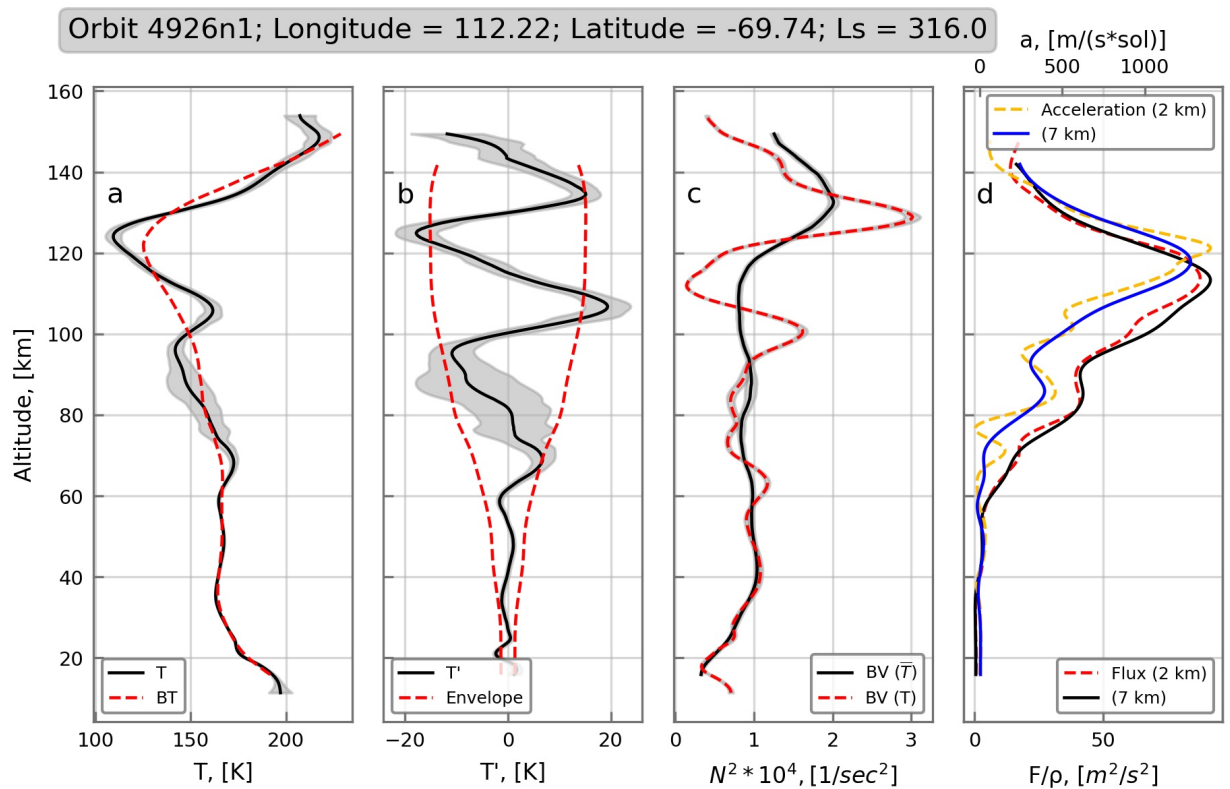 Orbit 4926n1; Longitude = 112.22; Latitude = -69.74; Ls = 316.0
a, [m/(s*sol)]
0 500 1000
Altitude, [km]
160
140
120
100
80
60
40
20
a
T
BT
100 150 200
T, [K]
b
T'
Envelope
−20 0 20
T', [K]
c
BV (T̅)
BV (T)
0 1 2 3
N² * 10⁴, [1/sec²]
Acceleration (2 km)
(7 km)
d
Flux (2 km)
(7 km)
0 50
F/ρ, [m²/s²]